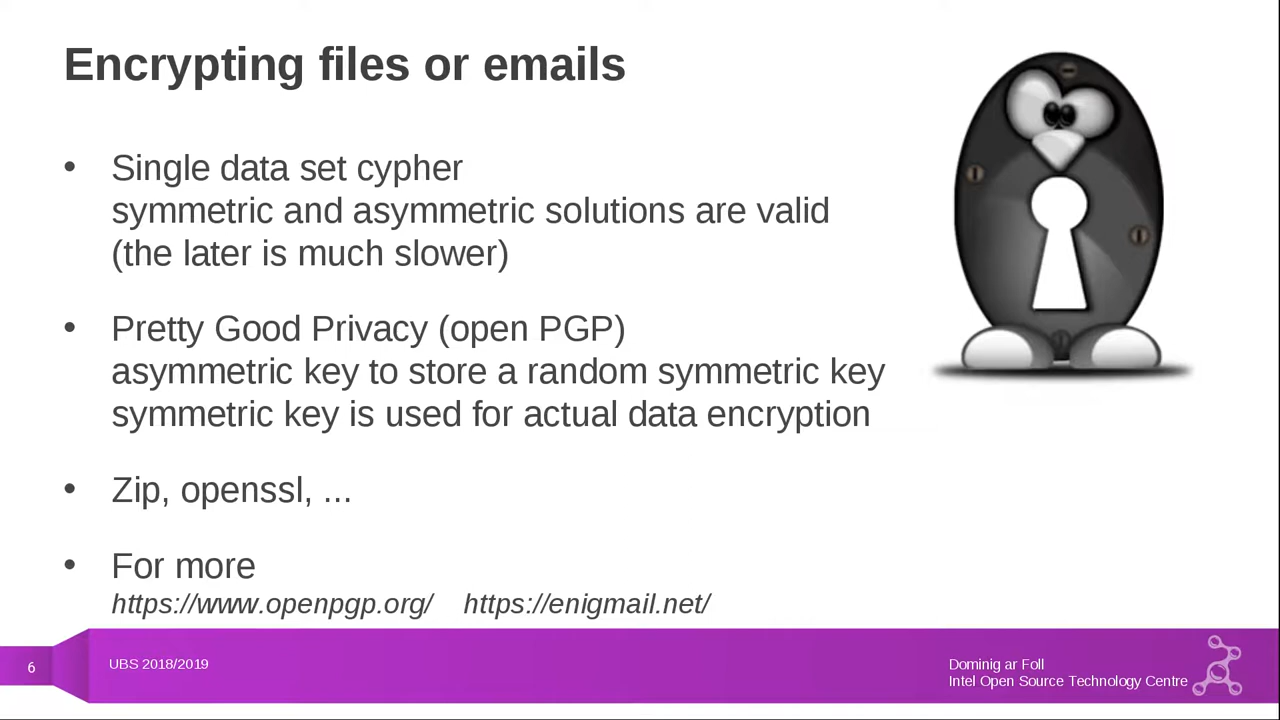 Encrypting files or emails
• Single data set cypher
symmetric and asymmetric solutions are valid
(the later is much slower)
• Pretty Good Privacy (open PGP)
asymmetric key to store a random symmetric key
symmetric key is used for actual data encryption
• Zip, openssl, ...
• For more
https://www.openpgp.org/ https://enigmail.net/
6
UBS 2018/2019
Dominig ar Foll
Intel Open Source Technology Centre